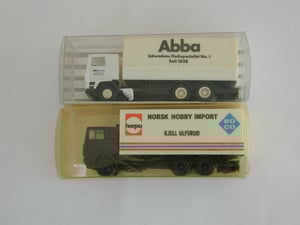 Abba
Schwedens Fischspezialist No. 1
Seit 1838
NORSK HOBBY IMPORT
herpa
KJELL ULFSRUD
RO
CO